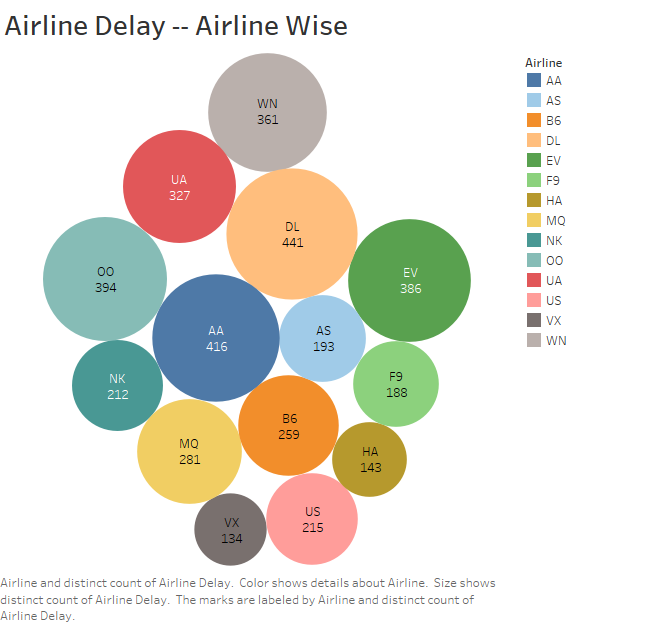 Airline Delay -- Airline Wise
Airline
AA
AS
B6
DL
EV
F9
HA
MQ
NK
OO
UA
US
VX
WN
WN
361
UA
327
DL
441
OO
394
EV
386
AA
416
AS
193
NK
212
F9
188
B6
259
MQ
281
HA
143
US
215
VX
134
Airline and distinct count of Airline Delay.  Color shows details about Airline.  Size shows
distinct count of Airline Delay.  The marks are labeled by Airline and distinct count of
Airline Delay.